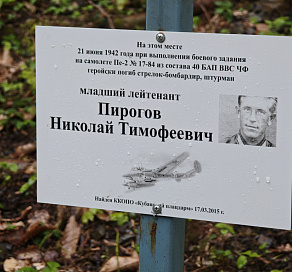 На этом месте
21 июня 1942 года при выполнении боевого задания
на самолете Пе-2 № 17-84 из состава 40 БАП ВВС ЧФ
геройски погиб стрелок-бомбардир, штурман
младший лейтенант
Пирогов
Николай Тимофеевич
Найден ККОПО плацдарм» 17.03.2015 г.